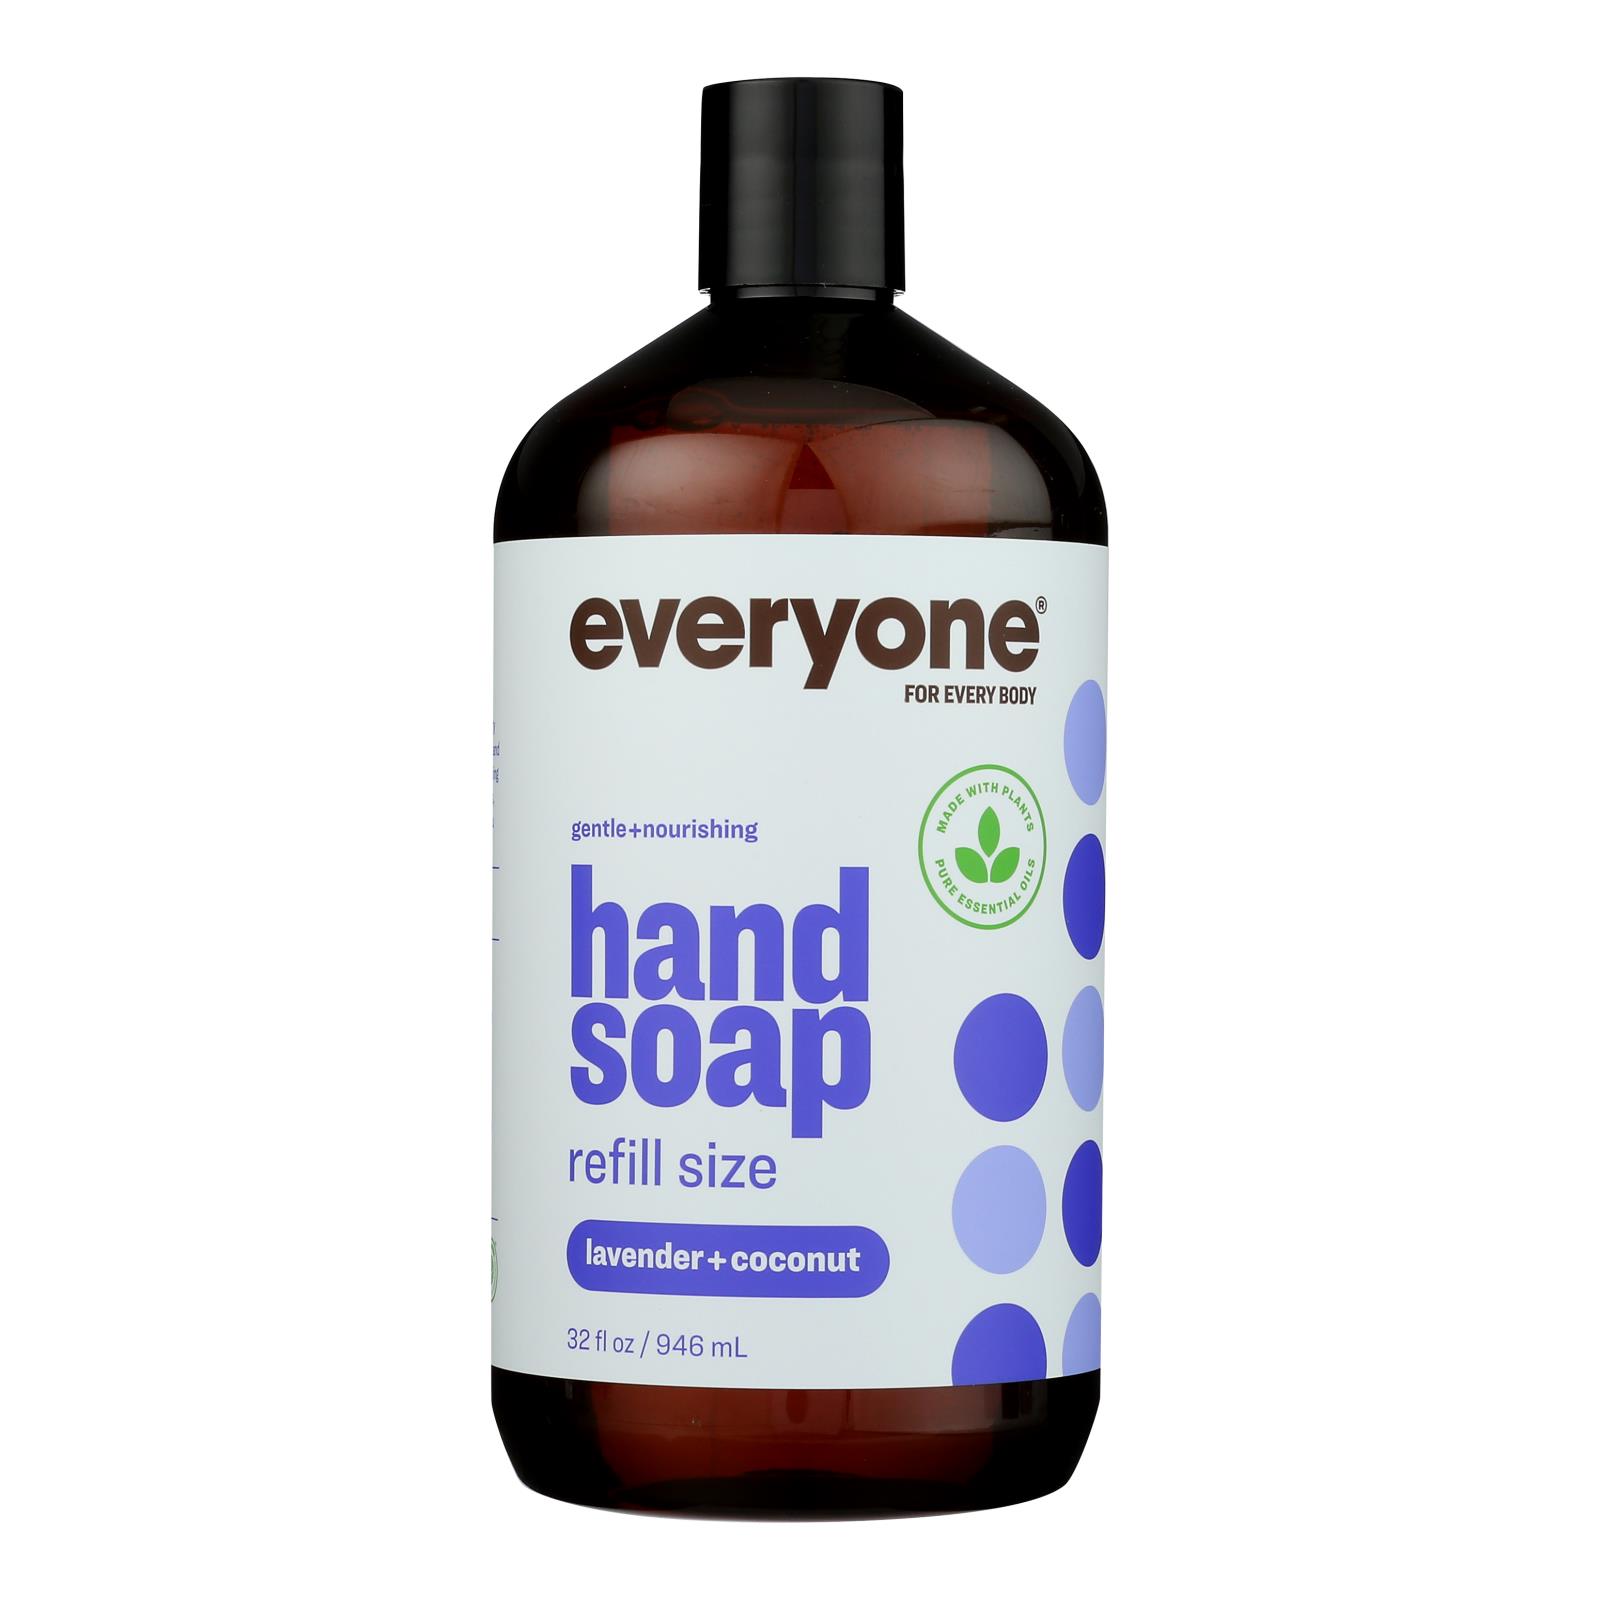 everyone®
FOR EVERY BODY
MADE WITH PLANTS
PURE ESSENTIAL OILS
gentle+nourishing
hand
soap
refill size
lavender+coconut
32 fl oz / 946 mL